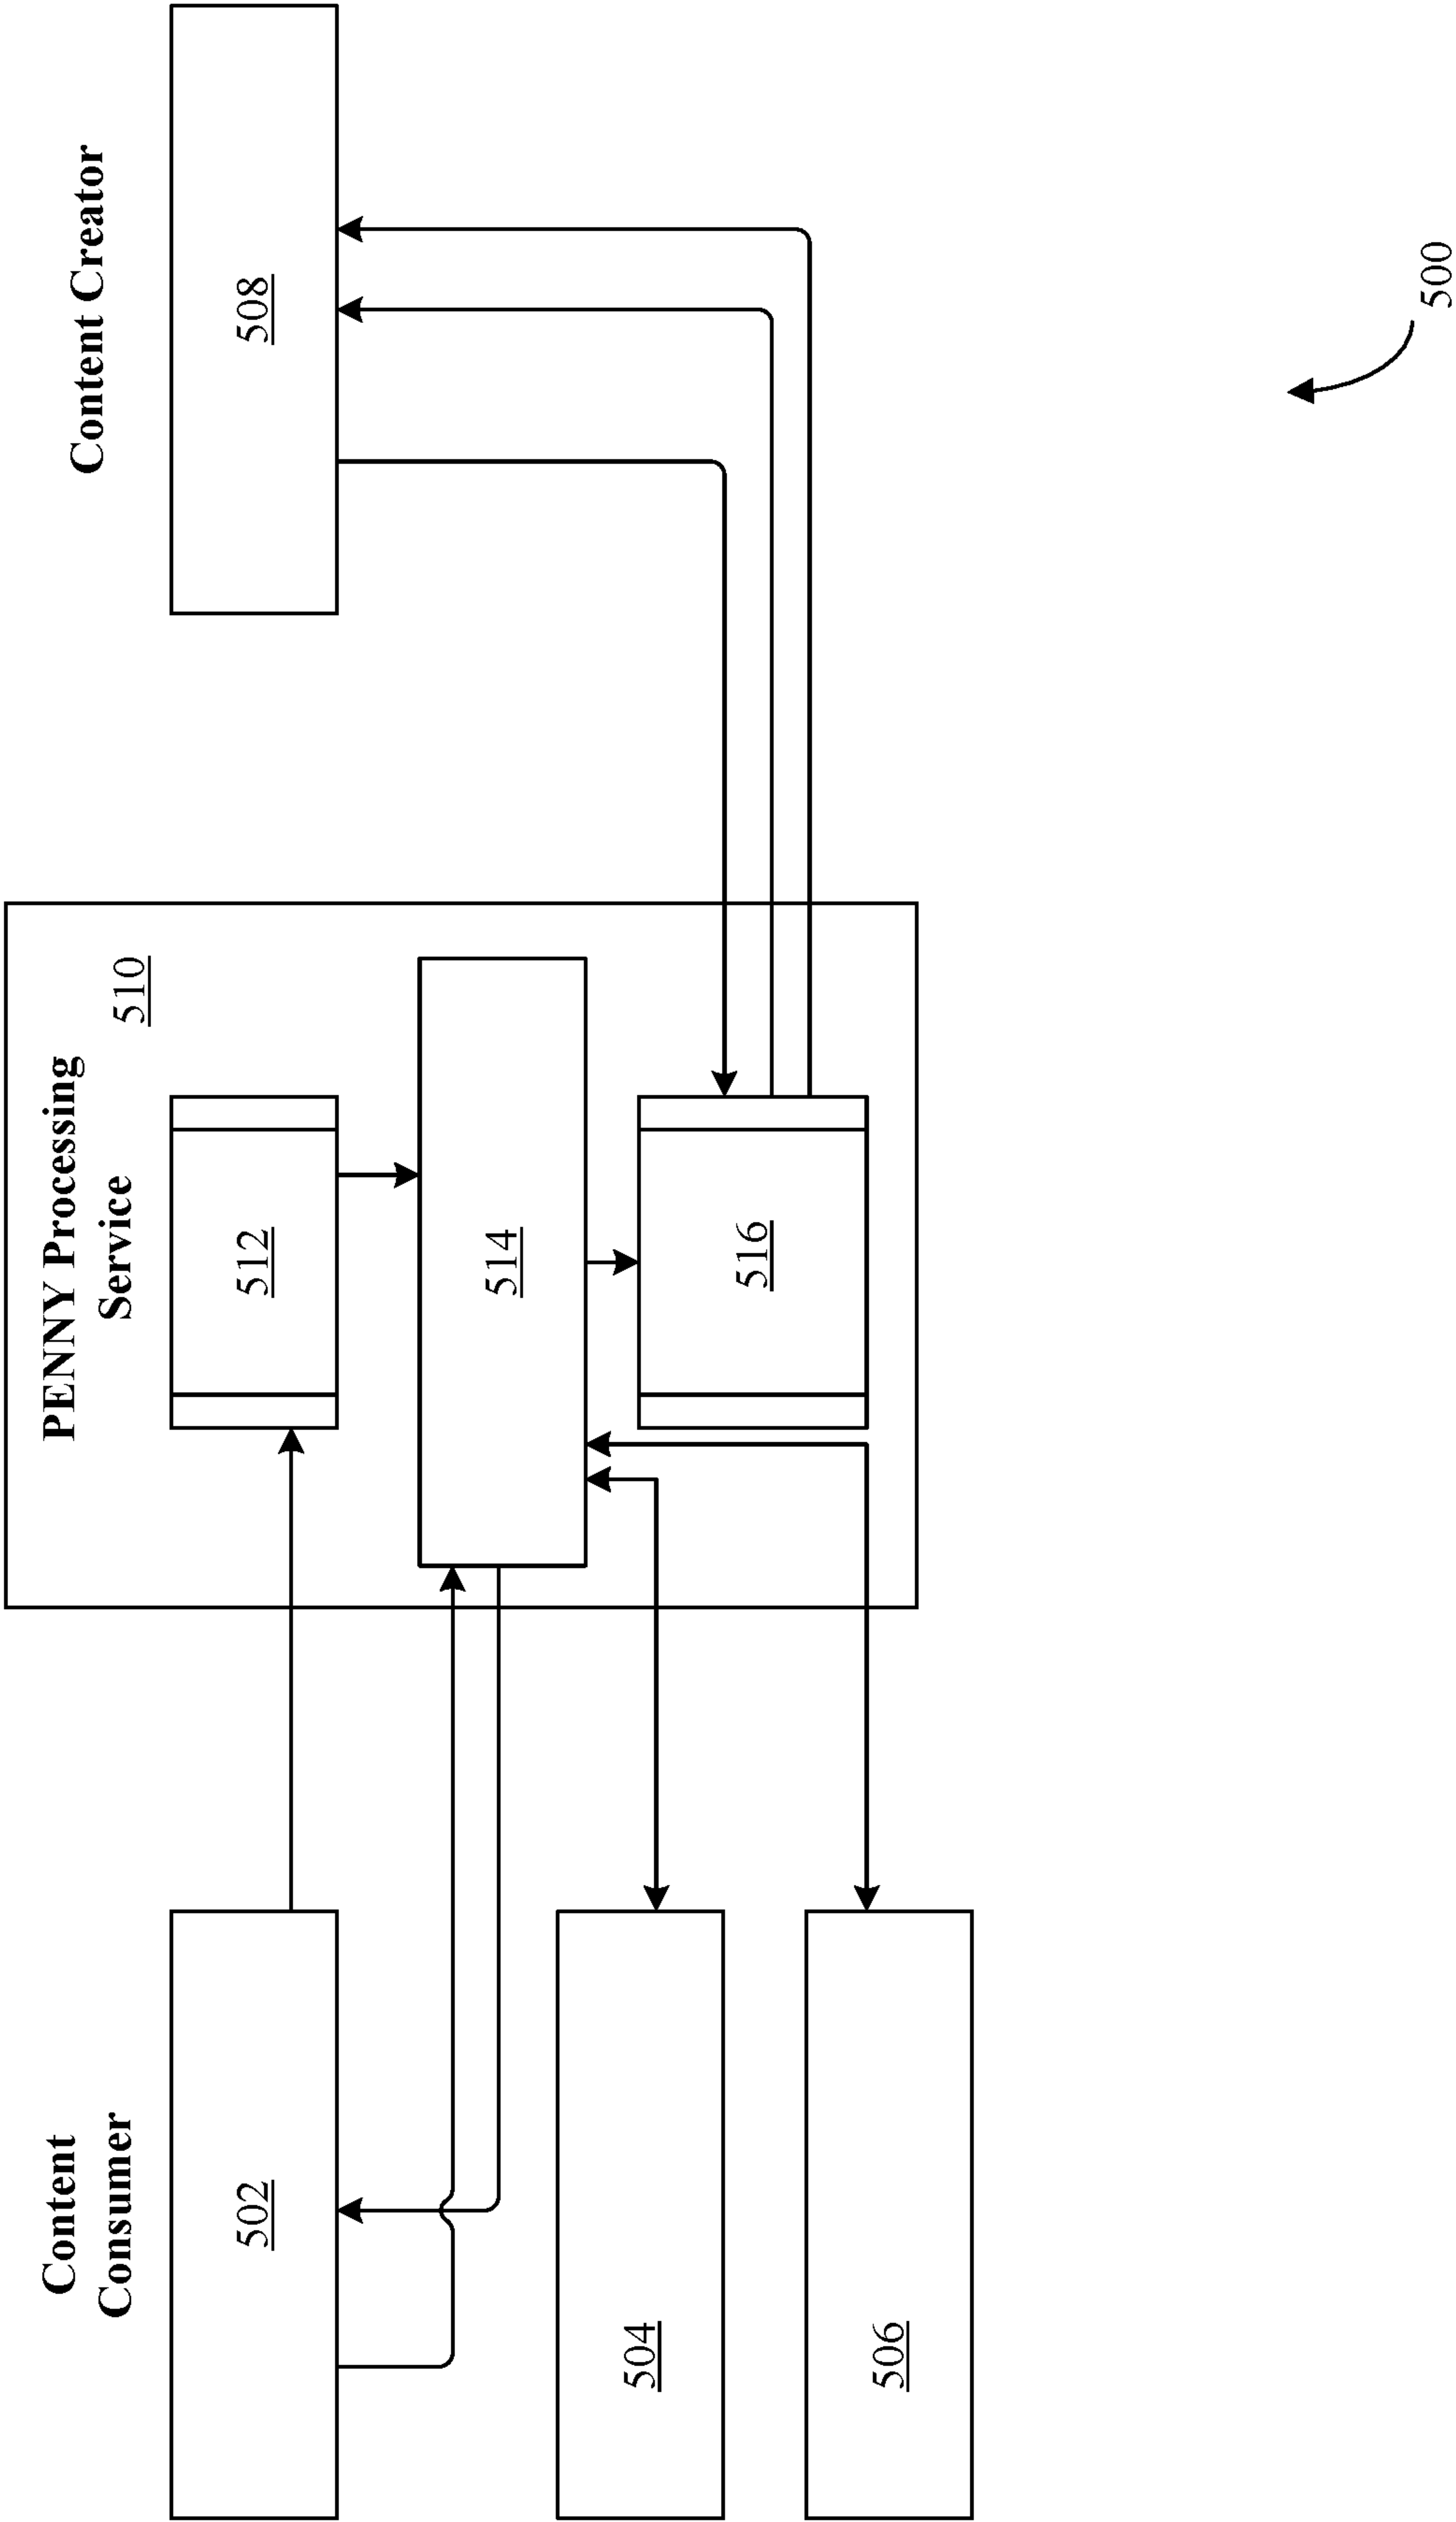 Content
Consumer
502
504
506
PENNY Processing
Service
510
512
514
516
Content Creator
508
500